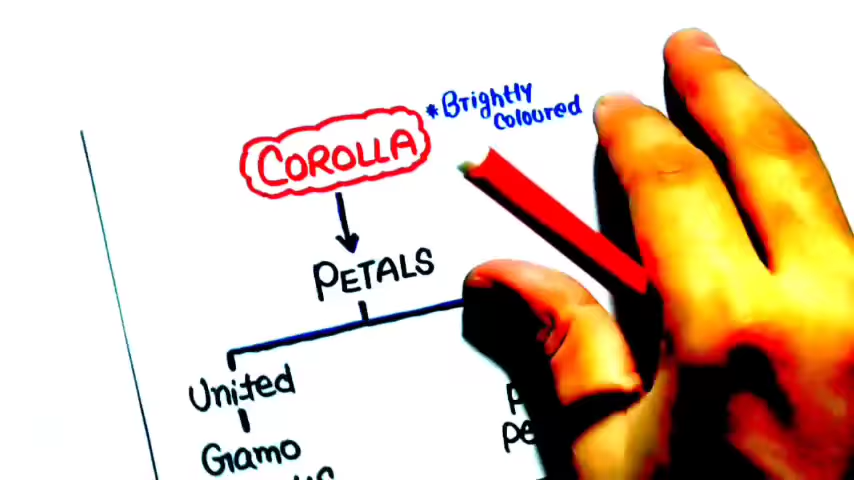 *Brightly
Coloured
COROLLA
PETALS
United
Gamo